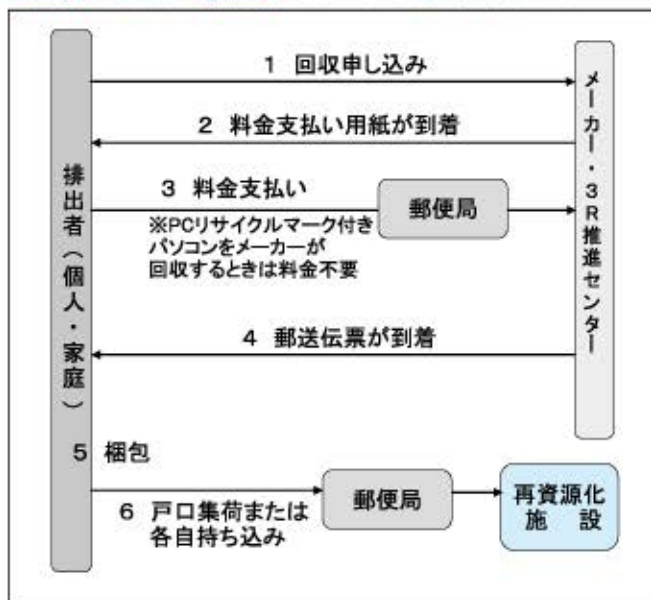 1 回収申し込み
2 料金支払い用紙が到着
3 料金支払い
郵便局
※PCリサイクルマーク付き
パソコンをメーカーが
回収するときは料金不要
4 郵送伝票が到着
排出者(個人・家庭)
メーカー・3R推進センター
5 梱包
6 戸口集荷または
各自持ち込み
郵便局
再資源化
施 設